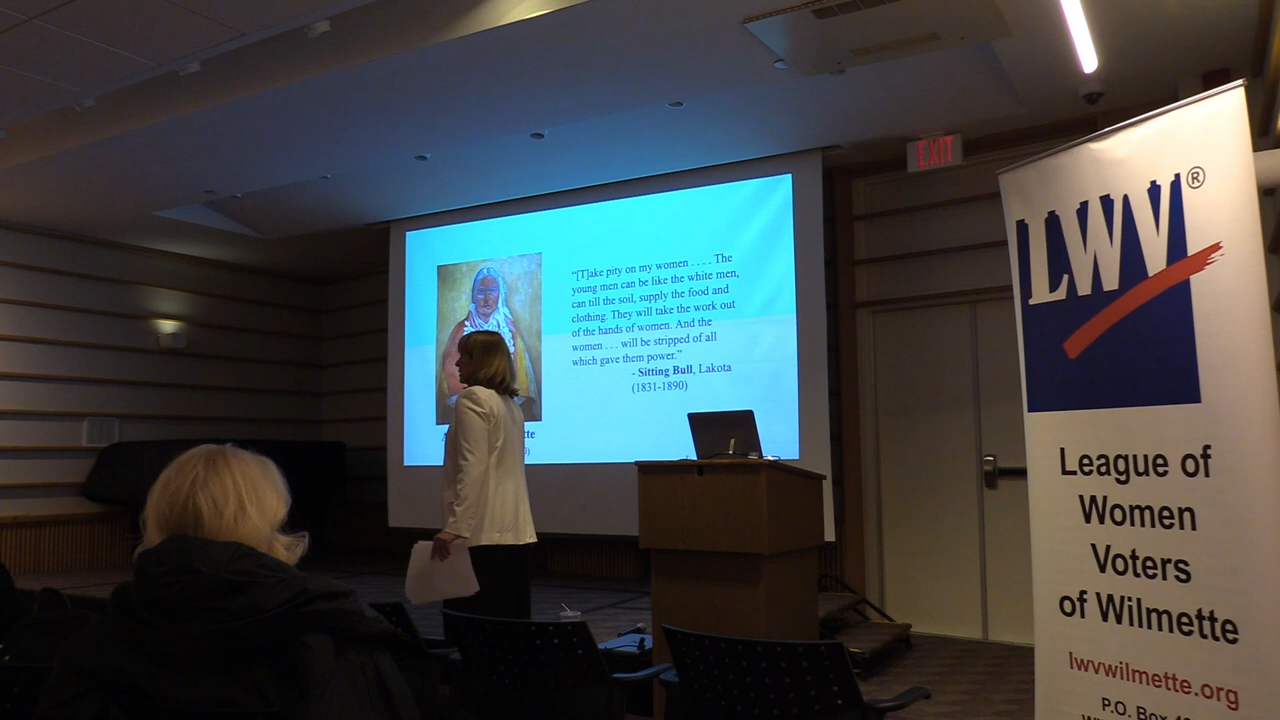 EXIT
"[T]ake pity on my women . . . . The
young men can be like the white men,
can till the soil, supply the food and
clothing. They will take the work out
of the hands of women. And the
women . . . will be stripped of all
which gave them power."
- Sitting Bull, Lakota
(1831-1890)
LWV®
League of
Women
Voters
of Wilmette
lwvwilmette.org
P.O. Box